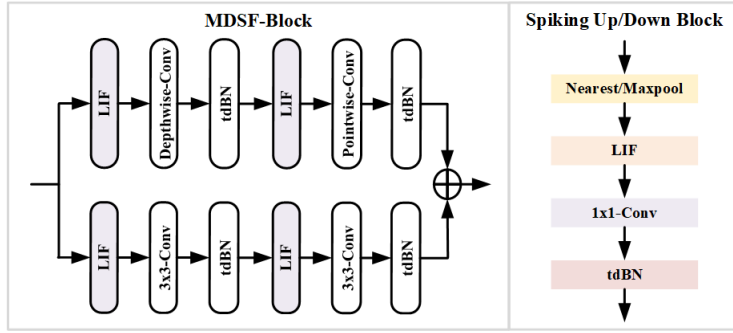 MDSF-Block
LIF
Depthwise-Conv
tdBN
LIF
Pointwise-Conv
tdBN
LIF
3x3-Conv
tdBN
LIF
3x3-Conv
tdBN
Spiking Up/Down Block
Nearest/Maxpool
LIF
1x1-Conv
tdBN